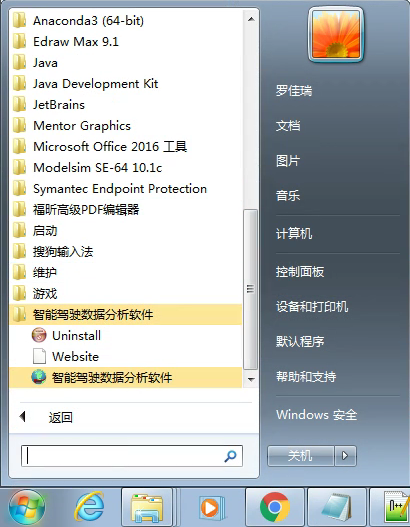 Anaconda3 (64-bit)
Edraw Max 9.1
Java
Java Development Kit
JetBrains
Mentor Graphics
Microsoft Office 2016 工具
Modelsim SE-64 10.1c
Symantec Endpoint Protection
福昕高级PDF编辑器
启动
搜狗输入法
维护
游戏
智能驾驶数据分析软件
Uninstall
Website
智能驾驶数据分析软件
返回
罗佳瑞
文档
图片
音乐
计算机
控制面板
设备和打印机
默认程序
帮助和支持
Windows 安全
关机